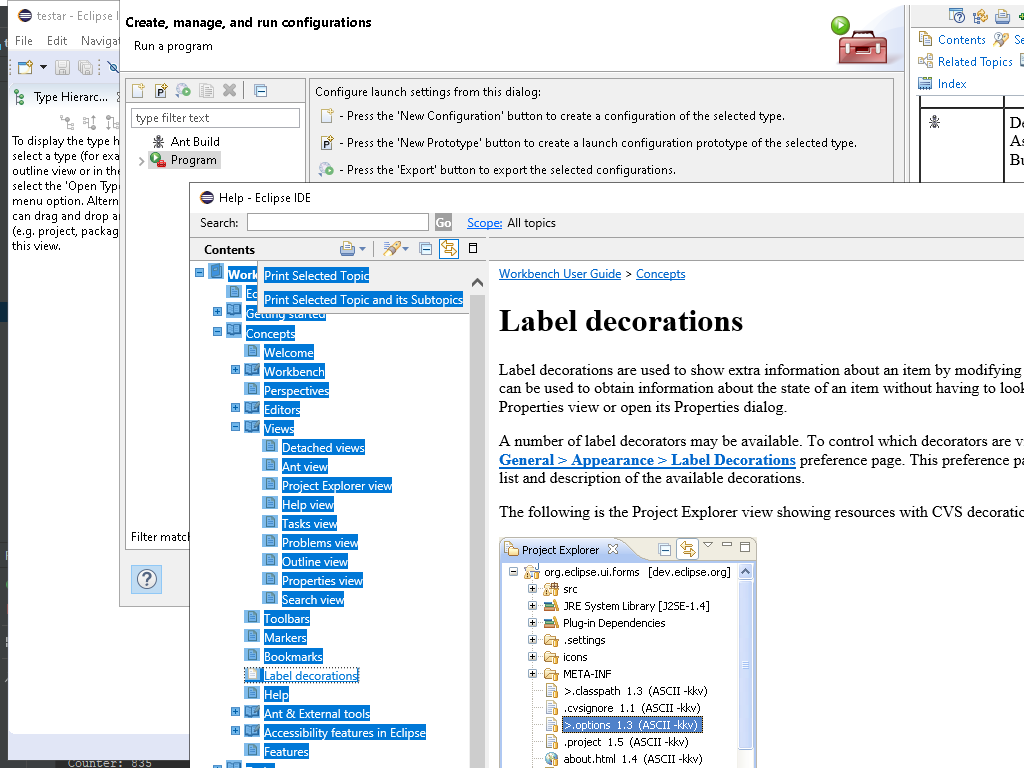 testar - Eclipse I
File Edit Navigat
Type Hierarc...
To display the type h
select a type (for exa
outline view or in the
select the 'Open Type
menu option. Altern
can drag and drop a
(e.g. project, packag
this view.
Counter: 835
Create, manage, and run configurations
Run a program
type filter text
Ant Build
Program
Filter match
Configure launch settings from this dialog:
- Press the 'New Configuration' button to create a configuration of the selected type.
- Press the 'New Prototype' button to create a launch configuration prototype of the selected type.
- Press the 'Export' button to export the selected configurations.
Contents Se
Related Topics
Index
De
As
Bu
Help - Eclipse IDE
Search: Go Scope: All topics
Contents
Print Selected Topic
Print Selected Topic and its Subtopics
Work
Ec
Getting started
Concepts
Welcome
Workbench
Perspectives
Editors
Views
Detached views
Ant view
Project Explorer view
Help view
Tasks view
Problems view
Outline view
Properties view
Search view
Toolbars
Markers
Bookmarks
Label decorations
Help
Ant & External tools
Accessibility features in Eclipse
Features
Workbench User Guide > Concepts
Label decorations
Label decorations are used to show extra information about an item by modifying
can be used to obtain information about the state of an item without having to look
Properties view or open its Properties dialog.
A number of label decorators may be available. To control which decorators are vi
General > Appearance > Label Decorations preference page. This preference pa
list and description of the available decorations.
The following is the Project Explorer view showing resources with CVS decoratio
Project Explorer
org.eclipse.ui.forms [dev.eclipse.org]
src
JRE System Library [J2SE-1.4]
Plug-in Dependencies
.settings
icons
META-INF
>.classpath 1.3 (ASCII -kkv)
.cvsignore 1.1 (ASCII -kkv)
>.options 1.3 (ASCII -kkv)
.project 1.5 (ASCII -kkv)
about.html 1.4 (ASCII -kkv)